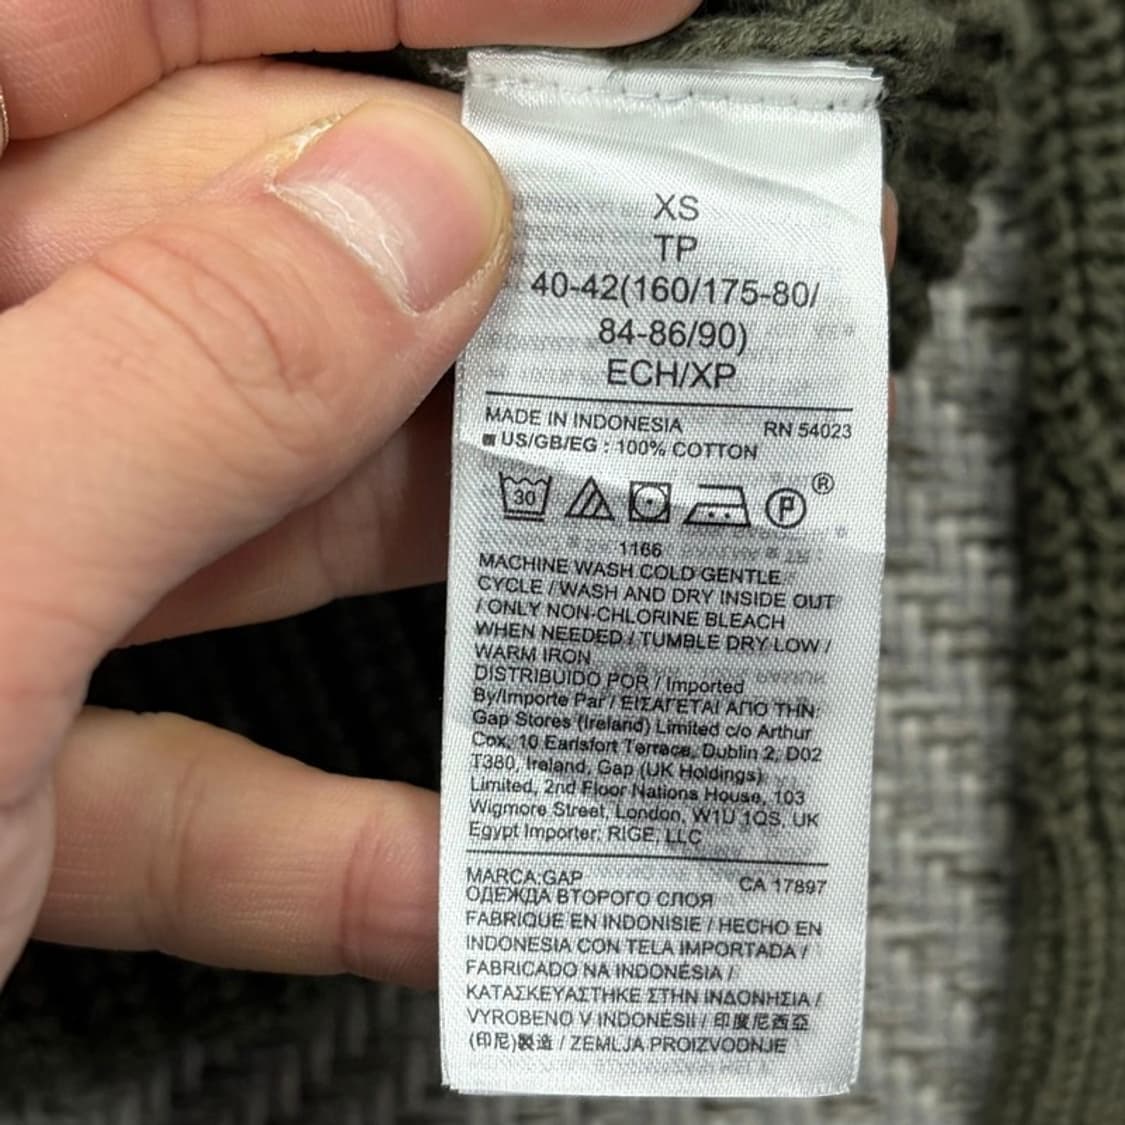 XS
TP
40-42(160/175-80/
84-86/90)
ECH/XP
MADE IN INDONESIA RN 54023
US/GB/EG : 100% COTTON
30 P ®
1166
MACHINE WASH COLD GENTLE
CYCLE / WASH AND DRY INSIDE OUT
/ ONLY NON-CHLORINE BLEACH
WHEN NEEDED / TUMBLE DRY LOW /
WARM IRON
DISTRIBUIDO POR / Imported
By/Importe Par / ΕΙΣΑΓΕΤΑΙ ΑΠΟ ΤΗΝ:
Gap Stores (Ireland) Limited c/o Arthur
Cox, 10 Earlsfort Terrace, Dublin 2, D02
T380, Ireland, Gap (UK Holdings)
Limited, 2nd Floor Nations House, 103
Wigmore Street, London, W1U 1QS, UK
Egypt Importer: RIGE, LLC
MARCA:GAP CA 17897
ОДЕЖДА ВТОРОГО СЛОЯ
FABRIQUE EN INDONISIE / HECHO EN
INDONESIA CON TELA IMPORTADA /
FABRICADO NA INDONÉSIA /
ΚΑΤΑΣΚΕΥΑΣΤΗΚΕ ΣΤΗΝ ΙΝΔΟΝΗΣΙΑ /
VYROBENO V INDONÉSII / 印度尼西亞
(印尼)製造 / ZEMLJA PROIZVODNJE